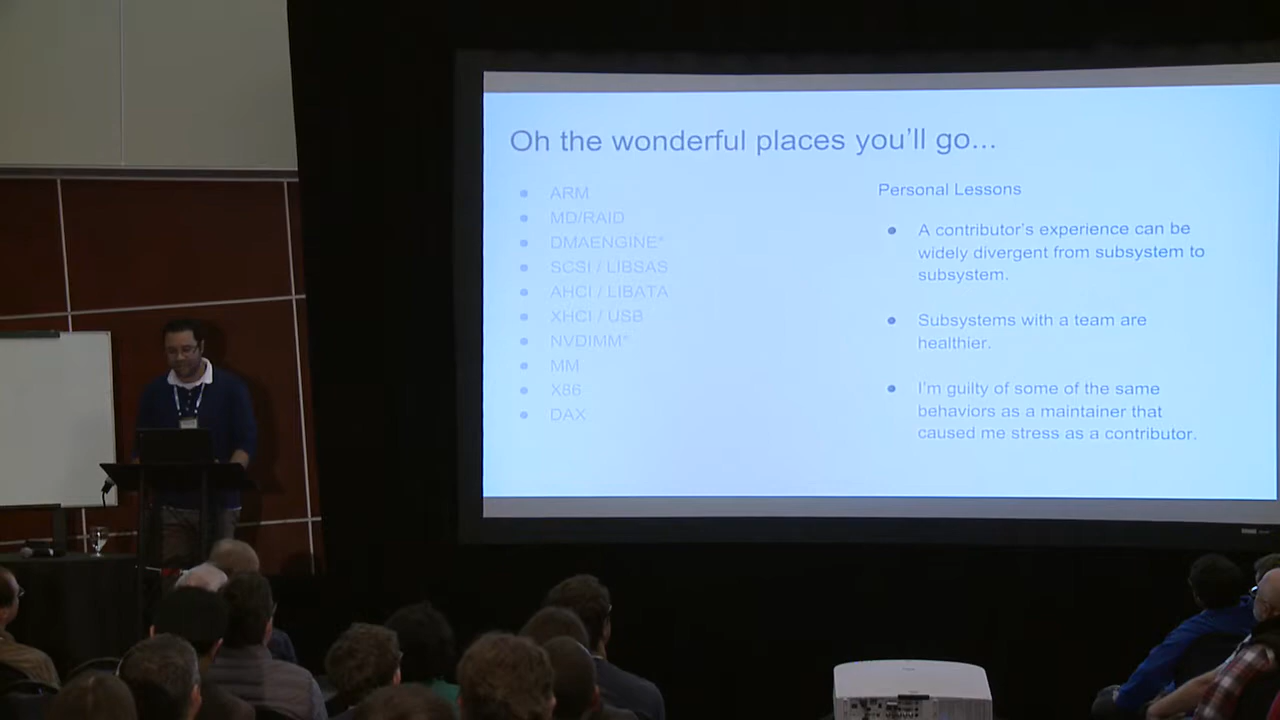 Oh the wonderful places you'll go...
ARM
MD/RAID
DMAENGINE*
SCSI / LIBSAS
AHCI / LIBATA
XHCI / USB
NVDIMM*
MM
X86
DAX
Personal Lessons
A contributor's experience can be
widely divergent from subsystem to
subsystem.
Subsystems with a team are
healthier.
I'm guilty of some of the same
behaviors as a maintainer that
caused me stress as a contributor.